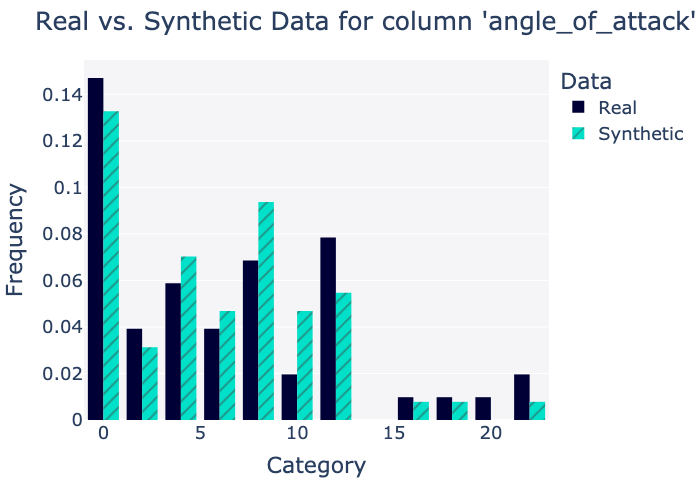 Real vs. Synthetic Data for column 'angle_of_attack'
Data
Real
Synthetic
0.14
0.12
0.1
0.08
0.06
0.04
0.02
0
Frequency
0
5
10
15
20
Category